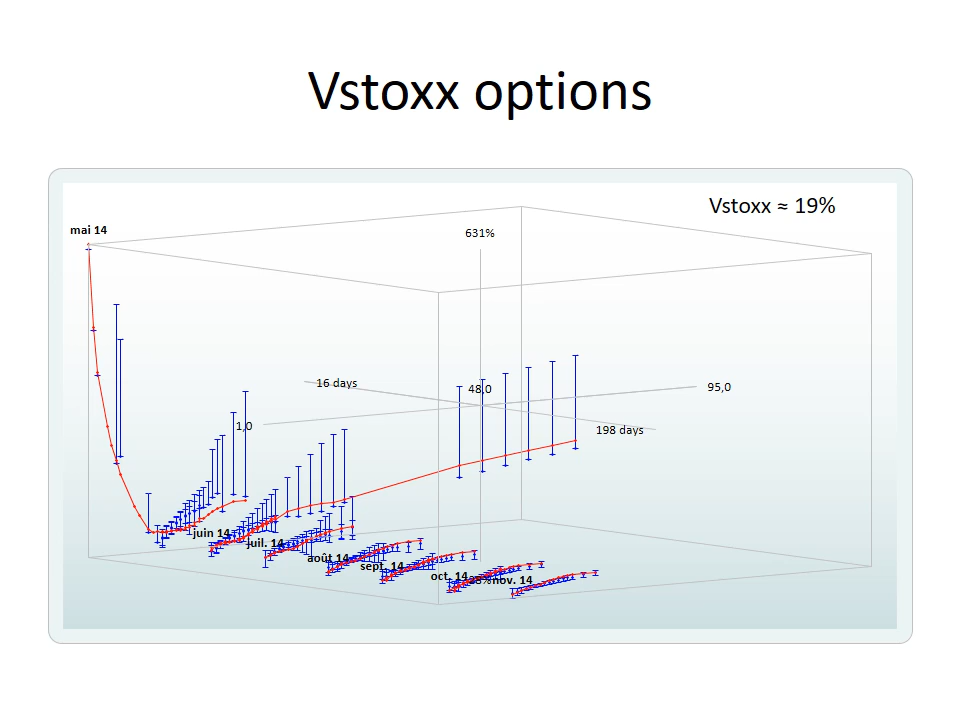 Vstoxx options
Vstoxx ≈ 19%
mai 14
631%
16 days
48,0
95,0
1,0
198 days
juin 14
juil. 14
août 14
sept. 14
oct. 14
nov. 14